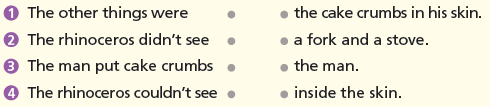 1 The other things were • • the cake crumbs in his skin.
2 The rhinoceros didn't see • • a fork and a stove.
3 The man put cake crumbs • • the man.
4 The rhinoceros couldn't see • • inside the skin.